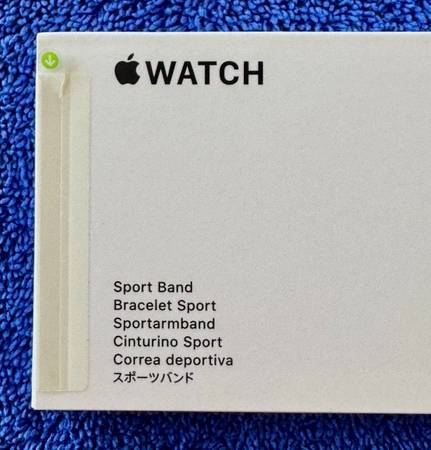 WATCH
Sport Band
Bracelet Sport
Sportarmband
Cinturino Sport
Correa deportiva
スポーツバンド